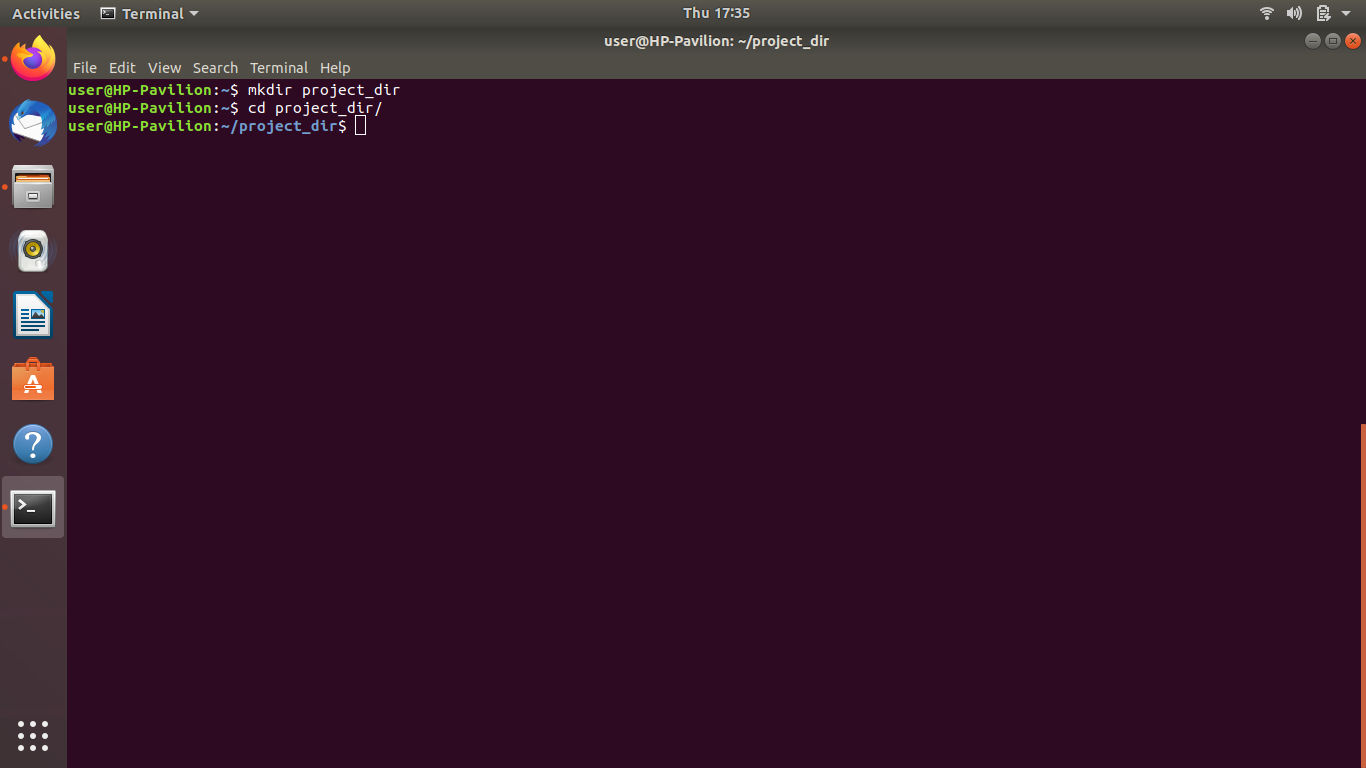 Activities Terminal Thu 17:35
user@HP-Pavilion: ~/project_dir
File Edit View Search Terminal Help
user@HP-Pavilion:~$ mkdir project_dir
user@HP-Pavilion:~$ cd project_dir/
user@HP-Pavilion:~/project_dir$